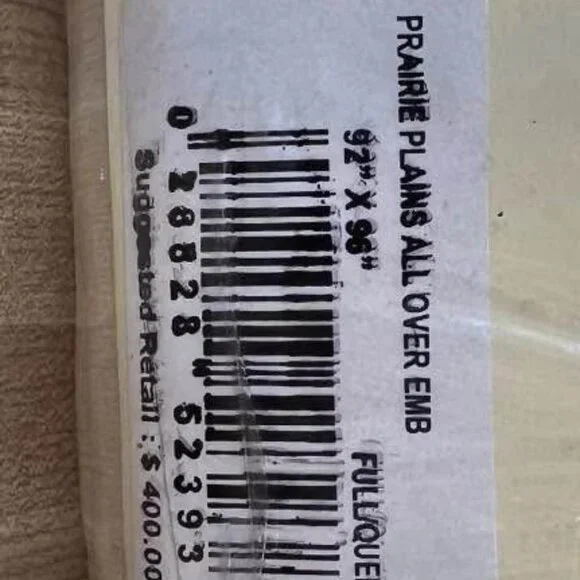 PRAIRIE PLAINS ALL OVER EMB
92" X 96" FULL/QUE
0 28828 52393
Suggested Retail : $ 400.00